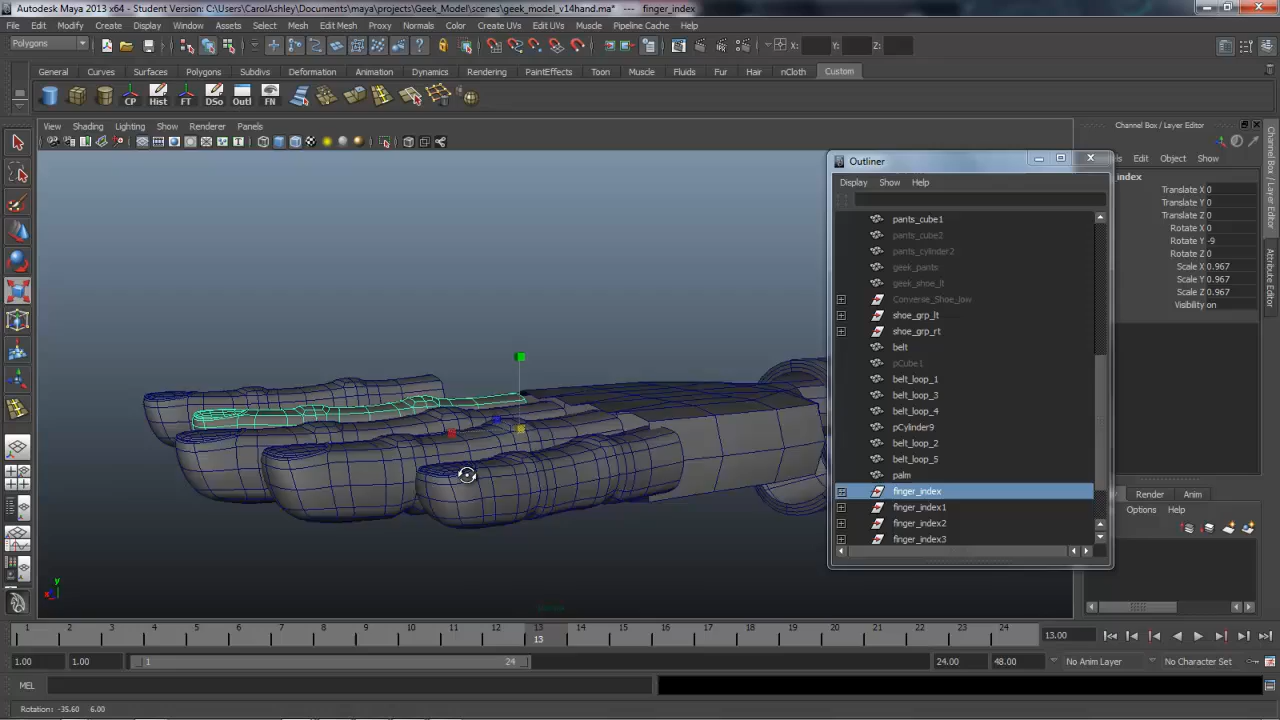 Autodesk Maya 2013 x64 - Student Version: C:\Users\CarolAshley\Documents\maya\projects\Geek_Model\scenes\geek_model_v14hand.ma* --- finger_index
File Edit Modify Create Display Window Assets Select Mesh Edit Mesh Proxy Normals Color Create UVs Edit UVs Muscle Pipeline Cache Help
Polygons X: Y: Z:
General Curves Surfaces Polygons Subdivs Deformation Animation Dynamics Rendering PaintEffects Toon Muscle Fluids Fur Hair nCloth Custom
CP Hist FT DSo Outl FN
View Shading Lighting Show Renderer Panels
Channel Box / Layer Editor
Edit Object Show
index
Translate X 0
Translate Y 0
Translate Z 0
Rotate X 0
Rotate Y -9
Rotate Z 0
Scale X 0.967
Scale Y 0.967
Scale Z 0.967
Visibility on
Channel Box / Layer Editor
Attribute Editor
Outliner
Display Show Help
pants_cube1
pants_cube2
pants_cylinder2
geek_pants
geek_shoe_lt
Converse_Shoe_low
shoe_grp_lt
shoe_grp_rt
belt
pCube1
belt_loop_1
belt_loop_3
belt_loop_4
pCylinder9
belt_loop_2
belt_loop_5
palm
finger_index
finger_index1
finger_index2
finger_index3
Render Anim
Options Help
y
1 2 3 4 5 6 7 8 9 10 11 12 13 14 15 16 17 18 19 20 21 22 23 24
13
13.00
1.00 1.00 1 24 24.00 48.00 No Anim Layer No Character Set
MEL
Rotation: -35.60 6.00